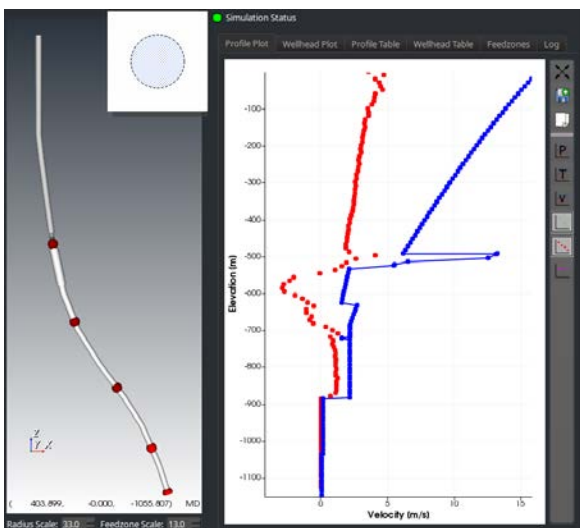 Simulation Status
Profile Plot Wellhead Plot Profile Table Wellhead Table Feedzones Log
-100
-200
-300
-400
-500
-600
-700
-800
-900
-1000
-1100
Elevation (m)
0 5 10 15
Velocity (m/s)
P
T
V
Z
Y X
( 403.899, -0.000, -1055.807) MD
Radius Scale: 33.0 Feedzone Scale: 13.0